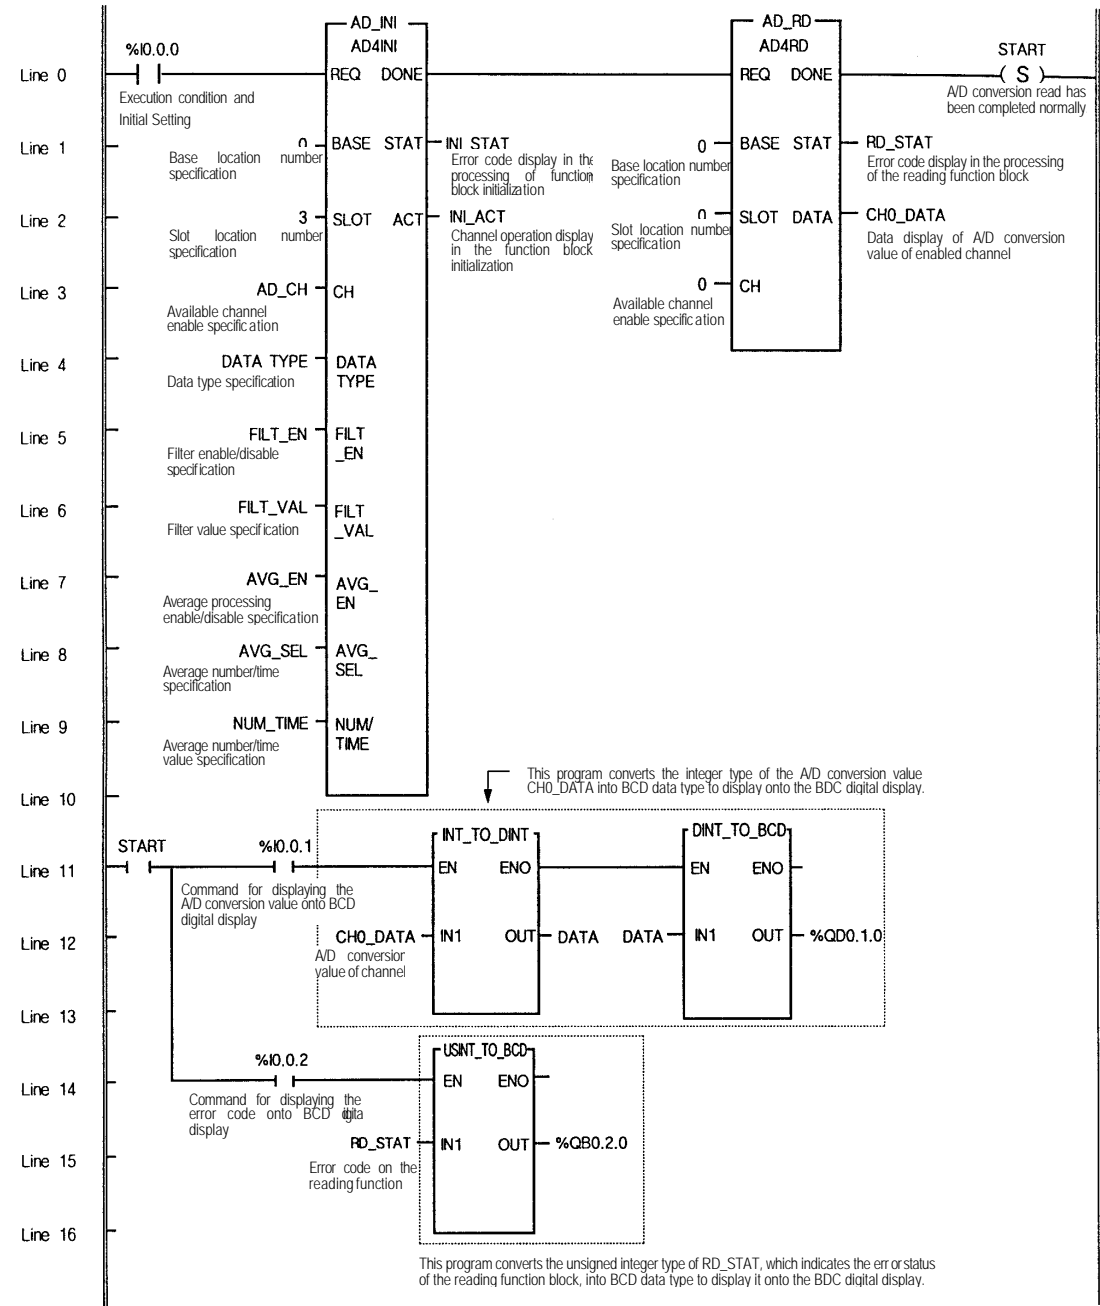 AD_INI
AD_RD
%I0.0.0
AD4INI
AD4RD
START
Line 0
REQ DONE
REQ DONE
( S )
Execution condition and
Initial Setting
A/D conversion read has
been completed normally
Line 1
0
BASE STAT
INI_STAT
0
BASE STAT
RD_STAT
Base location number
specification
Error code display in the
processing of function
block initialization
Base location number
specification
Error code display in the processing
of the reading function block
Line 2
3
SLOT ACT
INI_ACT
0
SLOT DATA
CH0_DATA
Slot location number
specification
Channel operation display
in the function block
initialization
Slot location number
specification
Data display of A/D conversion
value of enabled channel
Line 3
AD_CH
CH
0
CH
Available channel
enable specification
Available channel
enable specification
Line 4
DATA TYPE
DATA
TYPE
Data type specification
Line 5
FILT_EN
FILT
_EN
Filter enable/disable
specification
Line 6
FILT_VAL
FILT
_VAL
Filter value specification
Line 7
AVG_EN
AVG_
EN
Average processing
enable/disable specification
Line 8
AVG_SEL
AVG_
SEL
Average number/time
specification
Line 9
NUM_TIME
NUM/
TIME
Average number/time
value specification
This program converts the integer type of the A/D conversion value
CH0_DATA into BCD data type to display onto the BDC digital display.
Line 10
INT_TO_DINT
DINT_TO_BCD
START
%I0.0.1
Line 11
EN ENO
EN ENO
Command for displaying the
A/D conversion value onto BCD
digital display
Line 12
CH0_DATA
IN1 OUT
DATA
DATA
IN1 OUT
%QD0.1.0
A/D conversion
value of channel
Line 13
USINT_TO_BCD
%I0.0.2
Line 14
EN ENO
Command for displaying the
error code onto BCD digita
display
Line 15
RD_STAT
IN1 OUT
%QB0.2.0
Error code on the
reading function
Line 16
This program converts the unsigned integer type of RD_STAT, which indicates the error status
of the reading function block, into BCD data type to display it onto the BDC digital display.